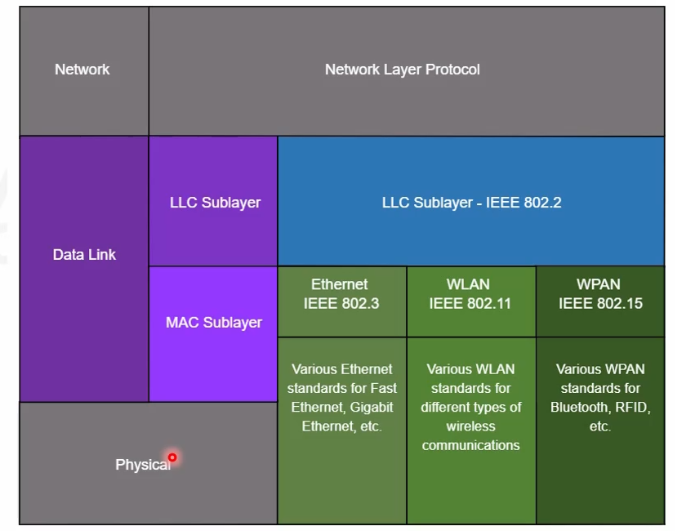 Network
Network Layer Protocol
Data Link
LLC Sublayer
LLC Sublayer - IEEE 802.2
MAC Sublayer
Ethernet
IEEE 802.3
WLAN
IEEE 802.11
WPAN
IEEE 802.15
Various Ethernet
standards for Fast
Ethernet, Gigabit
Ethernet, etc.
Various WLAN
standards for
different types of
wireless
communications
Various WPAN
standards for
Bluetooth, RFID,
etc.
Physical